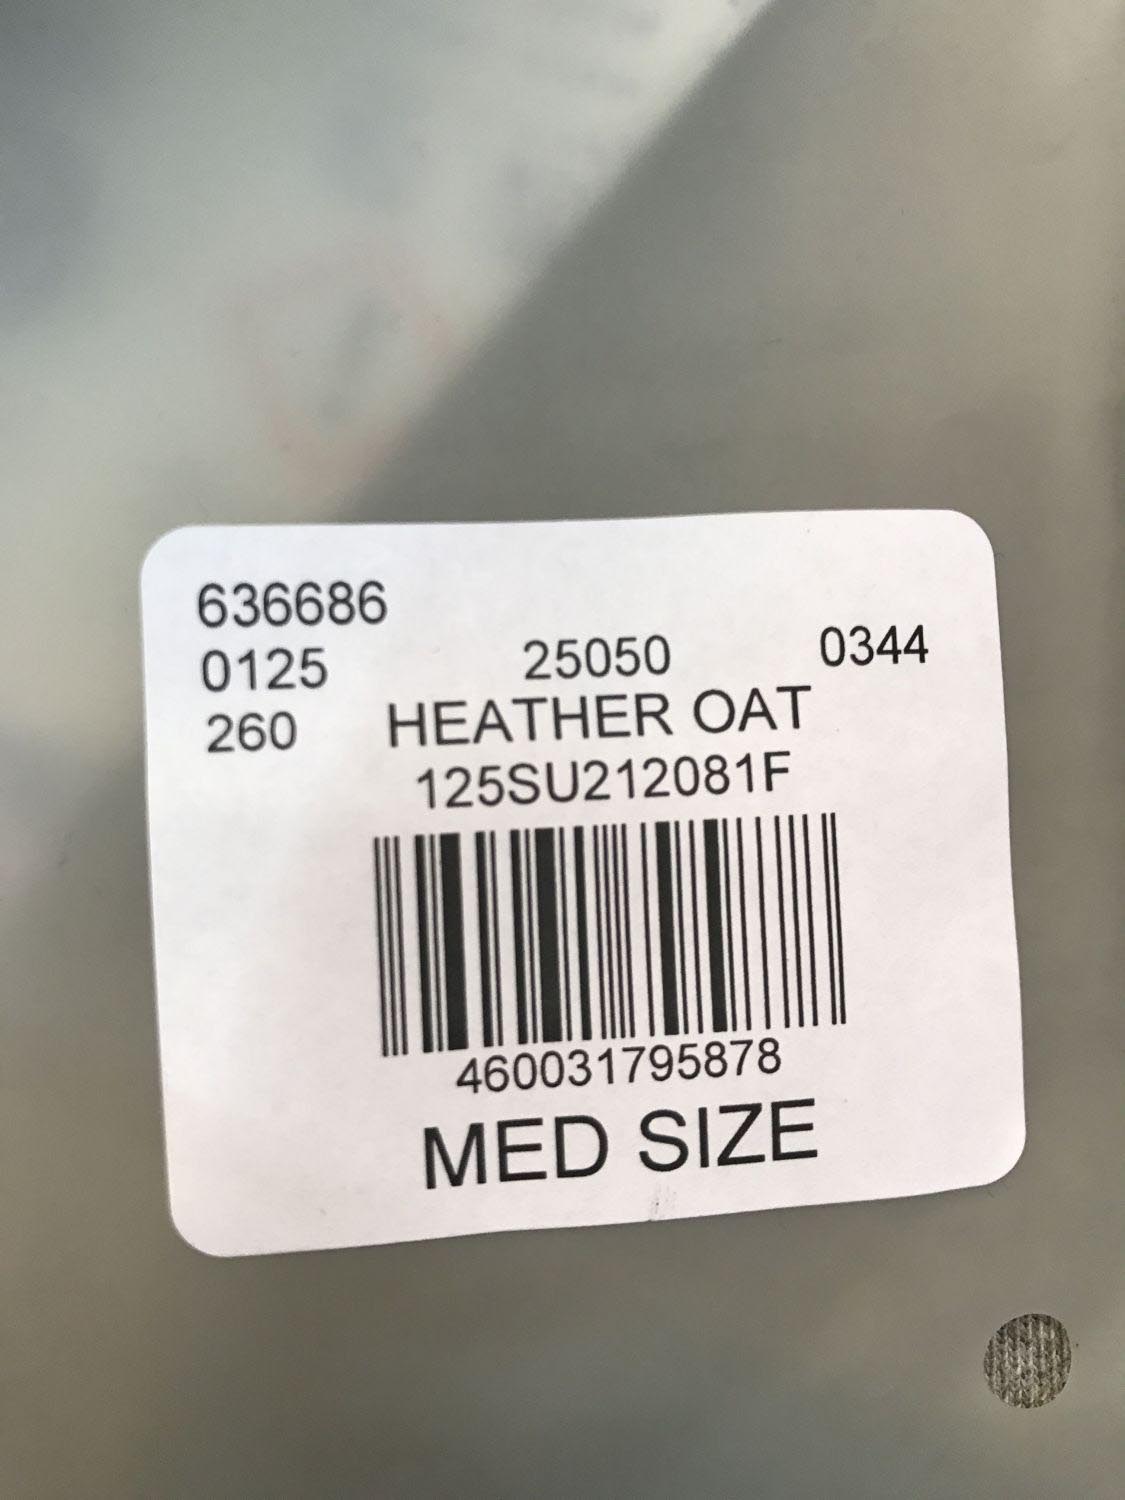 636686
0125 25050 0344
260 HEATHER OAT
125SU212081F
460031795878
MED SIZE